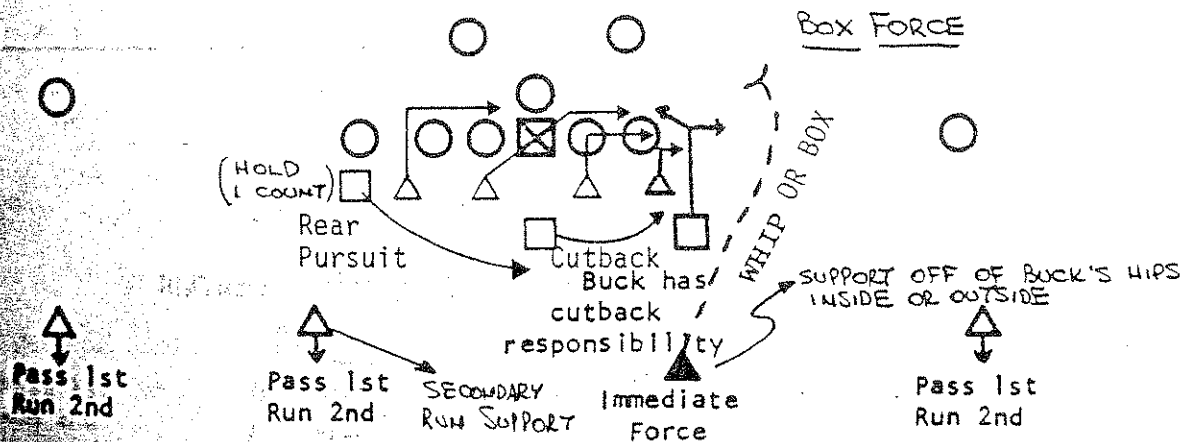 BOX FORCE
(HOLD
1 COUNT)
Rear
Pursuit
Cutback
Buck has
cutback
responsibility
WHIP OR BOX
SUPPORT OFF OF BUCK'S HIPS
INSIDE OR OUTSIDE
Pass 1st
Run 2nd
Pass 1st
Run 2nd
SECONDARY
RUN SUPPORT
Immediate
Force
Pass 1st
Run 2nd